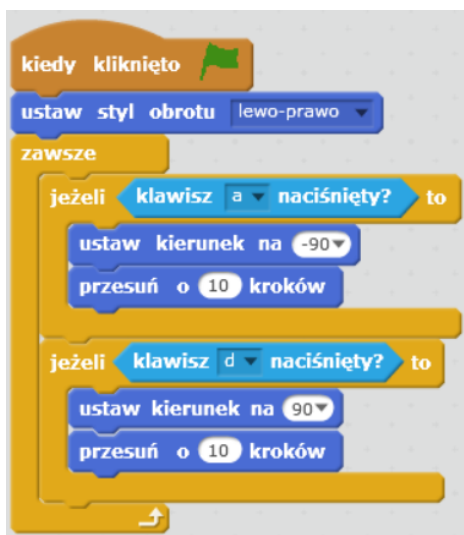 kiedy kliknięto
ustaw styl obrotu lewo-prawo
zawsze
jeżeli klawisz a naciśnięty? to
ustaw kierunek na -90
przesuń o 10 kroków
jeżeli klawisz d naciśnięty? to
ustaw kierunek na 90
przesuń o 10 kroków